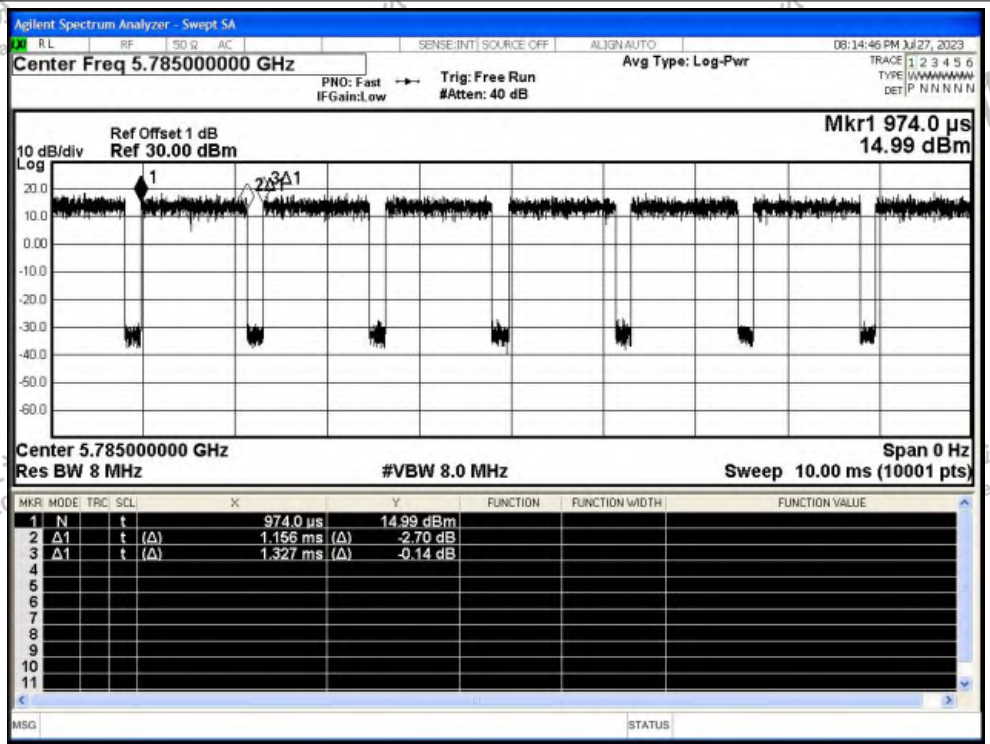 Agilent Spectrum Analyzer - Swept SA
LXI RL RF 50 Ω AC SENSE:INT SOURCE OFF ALIGN AUTO 08:14:46 PM Jul 27, 2023
Center Freq 5.785000000 GHz
PNO: Fast
IFGain:Low
Trig: Free Run
#Atten: 40 dB
Avg Type: Log-Pwr
TRACE 1 2 3 4 5 6
TYPE WWWWWW
DET P N N N N N
Mkr1 974.0 µs
14.99 dBm
Ref Offset 1 dB
10 dB/div Ref 30.00 dBm
Log
1
2Δ1
3Δ1
20.0
10.0
0.00
-10.0
-20.0
-30.0
-40.0
-50.0
-60.0
Center 5.785000000 GHz Span 0 Hz
Res BW 8 MHz #VBW 8.0 MHz Sweep 10.00 ms (10001 pts)
MKR MODE TRC SCL X Y FUNCTION FUNCTION WIDTH FUNCTION VALUE
1 N t 974.0 µs 14.99 dBm
2 Δ1 t (Δ) 1.156 ms (Δ) -2.70 dB
3 Δ1 t (Δ) 1.327 ms (Δ) -0.14 dB
4
5
6
7
8
9
10
11
MSG STATUS